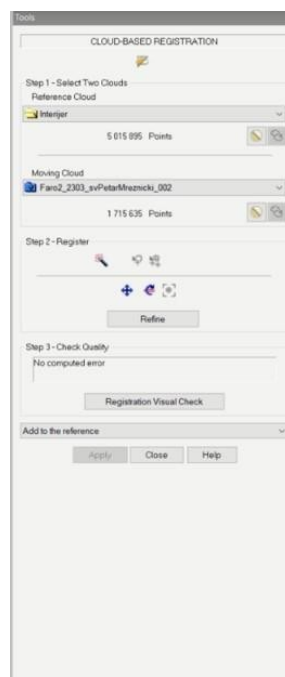 Tools
CLOUD-BASED REGISTRATION
Step 1 - Select Two Clouds
Reference Cloud
Interijer
5 015 895 Points
Moving Cloud
Faro2_2303_svPetarMreznicki_002
1 715 635 Points
Step 2 - Register
Refine
Step 3 - Check Quality
No computed error
Registration Visual Check
Add to the reference
Apply Close Help